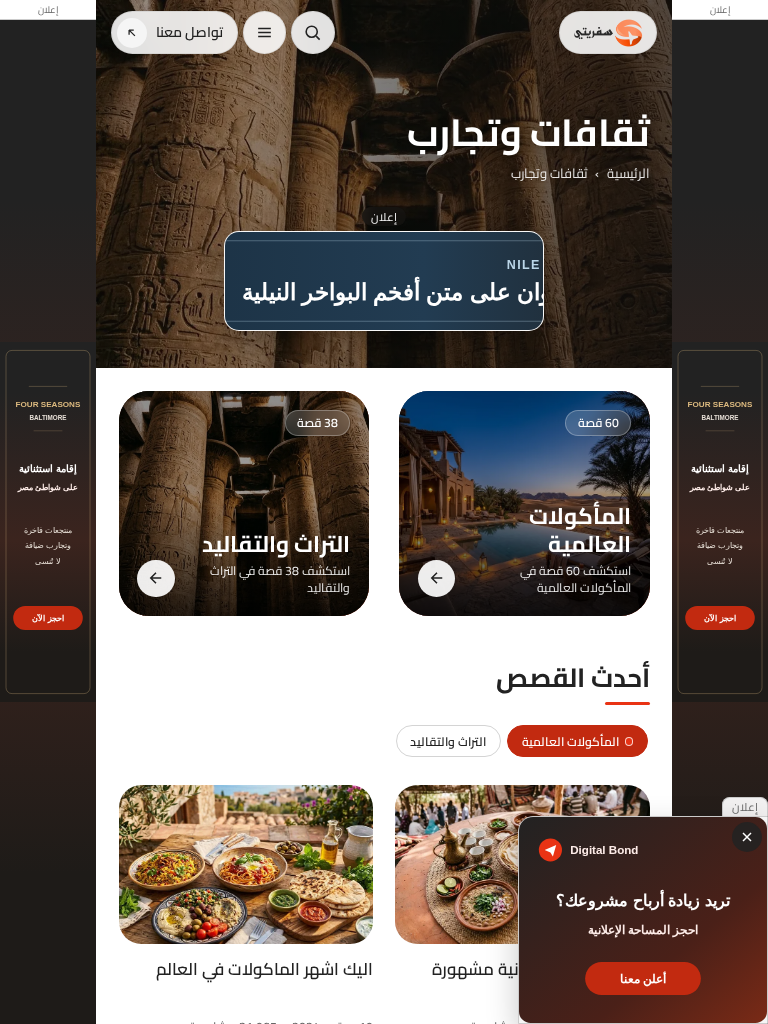 إعلان
إعلان
سفريتي
تواصل معنا
ثقافات وتجارب
الرئيسية › ثقافات وتجارب
إعلان
NILE
على متن أفخم البواخر النيلية
FOUR SEASONS
BALTIMORE
إقامة استثنائية
على شواطئ مصر
منتجعات فاخرة
وتجارب ضيافة
لا تُنسى
احجز الآن
FOUR SEASONS
BALTIMORE
إقامة استثنائية
على شواطئ مصر
منتجعات فاخرة
وتجارب ضيافة
لا تُنسى
احجز الآن
60 قصة
المأكولات
العالمية
استكشف 60 قصة في
المأكولات العالمية
38 قصة
التراث والتقاليد
استكشف 38 قصة في التراث
والتقاليد
أحدث القصص
المأكولات العالمية
التراث والتقاليد
مشهورة
اليك اشهر الماكولات في العالم
إعلان
Digital Bond
تريد زيادة أرباح مشروعك؟
احجز المساحة الإعلانية
أعلن معنا